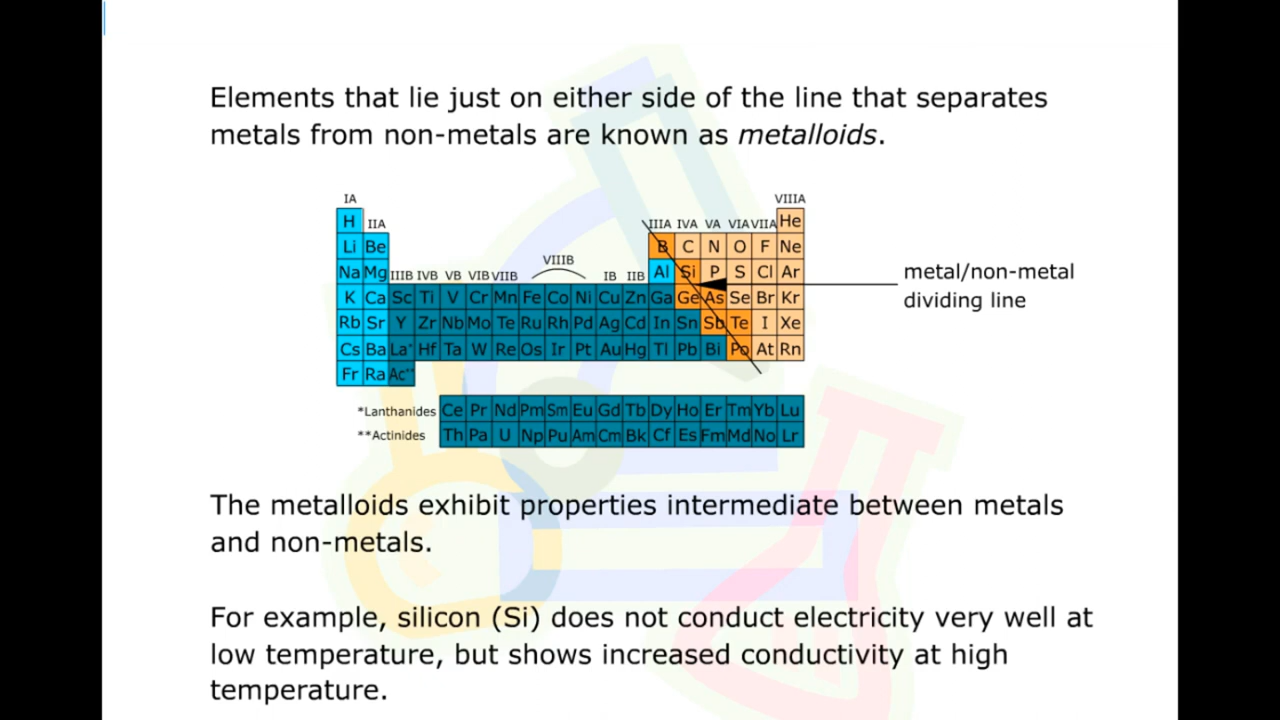 Elements that lie just on either side of the line that separates
metals from non-metals are known as metalloids.
IA VIIIA
H IIA IIIA IVA VA VIA VIIA He
Li Be B C N O F Ne
VIIIB
Na Mg IIIB IVB VB VIB VIIB IB IIB Al Si P S Cl Ar
K Ca Sc Ti V Cr Mn Fe Co Ni Cu Zn Ga Ge As Se Br Kr
Rb Sr Y Zr Nb Mo Te Ru Rh Pd Ag Cd In Sn Sb Te I Xe
Cs Ba La* Hf Ta W Re Os Ir Pt Au Hg Tl Pb Bi Po At Rn
Fr Ra Ac**
metal/non-metal
dividing line
*Lanthanides Ce Pr Nd Pm Sm Eu Gd Tb Dy Ho Er Tm Yb Lu
**Actinides Th Pa U Np Pu Am Cm Bk Cf Es Fm Md No Lr
The metalloids exhibit properties intermediate between metals
and non-metals.
For example, silicon (Si) does not conduct electricity very well at
low temperature, but shows increased conductivity at high
temperature.